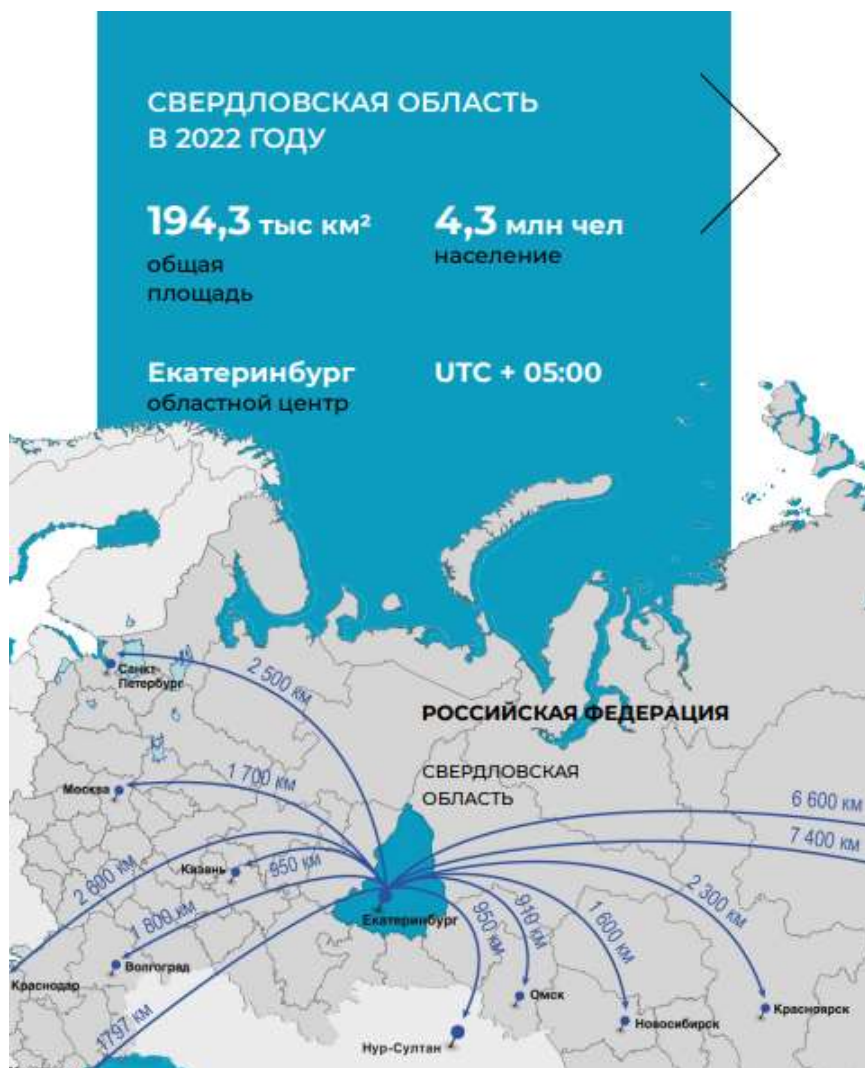 СВЕРДЛОВСКАЯ ОБЛАСТЬ
В 2022 ГОДУ
194,3 тыс км²
общая
площадь
4,3 млн чел
население
Екатеринбург
областной центр
UTC + 05:00
Санкт-
Петербург
2 500 км
РОССИЙСКАЯ ФЕДЕРАЦИЯ
СВЕРДЛОВСКАЯ
ОБЛАСТЬ
Москва
1 700 км
6 600 км
7 400 км
Казань
950 км
2 600 км
2 300 км
1 800 км
Екатеринбург
950 км
910 км
1 600 км
Волгоград
Краснодар
Омск
Красноярск
Новосибирск
1797 км
Нур-Султан